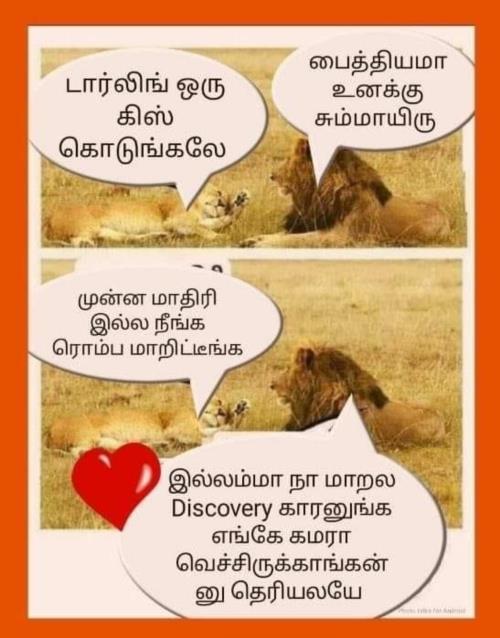 டார்லிங் ஒரு
கிஸ்
கொடுங்கலே
பைத்தியமா
உனக்கு
சும்மாயிரு
முன்ன மாதிரி
இல்ல நீங்க
ரொம்ப மாறிட்டீங்க
இல்லம்மா நா மாறல
Discovery காரனுங்க
எங்கே கமரா
வெச்சிருக்காங்கன்
னு தெரியலயே